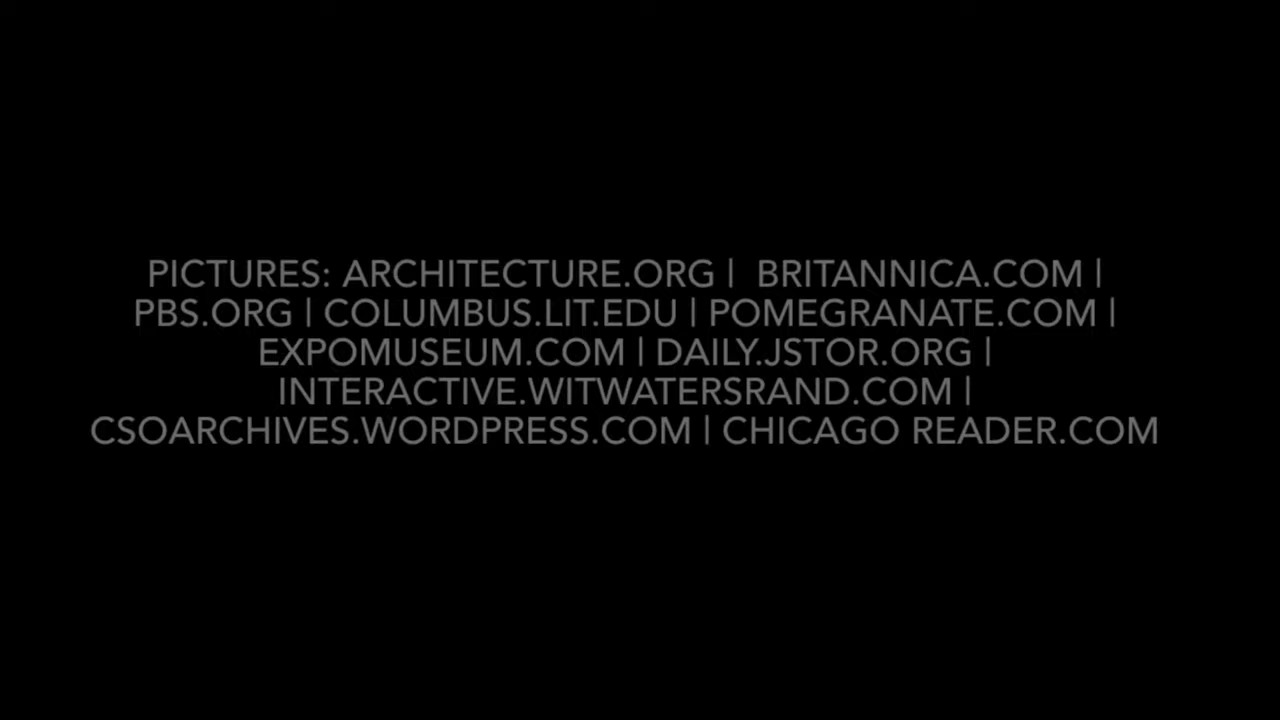 PICTURES: ARCHITECTURE.ORG | BRITANNICA.COM |
PBS.ORG | COLUMBUS.LIT.EDU | POMEGRANATE.COM |
EXPOMUSEUM.COM | DAILY.JSTOR.ORG |
INTERACTIVE.WITWATERSRAND.COM |
CSOARCHIVES.WORDPRESS.COM | CHICAGO READER.COM